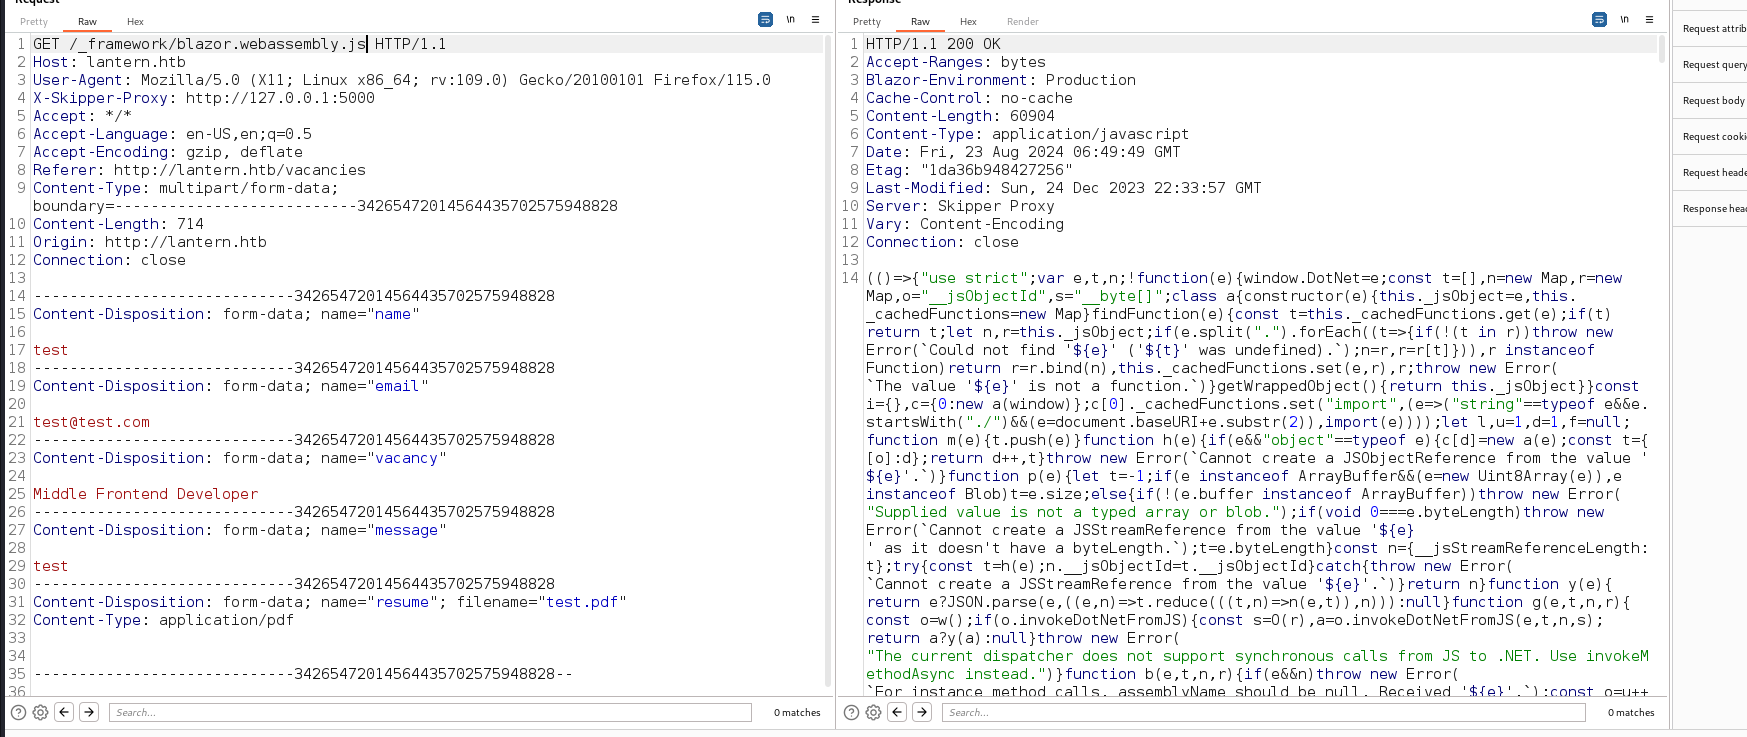 Request
Pretty Raw Hex
\n
1 GET /_framework/blazor.webassembly.js HTTP/1.1
2 Host: lantern.htb
3 User-Agent: Mozilla/5.0 (X11; Linux x86_64; rv:109.0) Gecko/20100101 Firefox/115.0
4 X-Skipper-Proxy: http://127.0.0.1:5000
5 Accept: */*
6 Accept-Language: en-US,en;q=0.5
7 Accept-Encoding: gzip, deflate
8 Referer: http://lantern.htb/vacancies
9 Content-Type: multipart/form-data;
boundary=---------------------------34265472014564435702575948828
10 Content-Length: 714
11 Origin: http://lantern.htb
12 Connection: close
13
14 -----------------------------34265472014564435702575948828
15 Content-Disposition: form-data; name="name"
16
17 test
18 -----------------------------34265472014564435702575948828
19 Content-Disposition: form-data; name="email"
20
21 test@test.com
22 -----------------------------34265472014564435702575948828
23 Content-Disposition: form-data; name="vacancy"
24
25 Middle Frontend Developer
26 -----------------------------34265472014564435702575948828
27 Content-Disposition: form-data; name="message"
28
29 test
30 -----------------------------34265472014564435702575948828
31 Content-Disposition: form-data; name="resume"; filename="test.pdf"
32 Content-Type: application/pdf
33
34
35 -----------------------------34265472014564435702575948828--
36
Search...
0 matches
Response
Pretty Raw Hex Render
\n
1 HTTP/1.1 200 OK
2 Accept-Ranges: bytes
3 Blazor-Environment: Production
4 Cache-Control: no-cache
5 Content-Length: 60904
6 Content-Type: application/javascript
7 Date: Fri, 23 Aug 2024 06:49:49 GMT
8 Etag: "1da36b948427256"
9 Last-Modified: Sun, 24 Dec 2023 22:33:57 GMT
10 Server: Skipper Proxy
11 Vary: Content-Encoding
12 Connection: close
13
14 (()=>{"use strict";var e,t,n;!function(e){window.DotNet=e;const t=[],n=new Map,r=new
Map,o="__jsObjectId",s="__byte[]";class a{constructor(e){this._jsObject=e,this.
_cachedFunctions=new Map}findFunction(e){const t=this._cachedFunctions.get(e);if(t)
return t;let n,r=this._jsObject;if(e.split(".").forEach((t=>{if(!(t in r))throw new
Error(`Could not find '${e}' ('${t}' was undefined).`);n=r,r=r[t]})),r instanceof
Function)return r=r.bind(n),this._cachedFunctions.set(e,r),r;throw new Error(
`The value '${e}' is not a function.`)}getWrappedObject(){return this._jsObject}}const
i={},c={0:new a(window)};c[0]._cachedFunctions.set("import",(e=>("string"==typeof e&&e.
startsWith("./")&&(e=document.baseURI+e.substr(2)),import(e))));let l,u=1,d=1,f=null;
function m(e){t.push(e)}function h(e){if(e&&"object"==typeof e){c[d]=new a(e);const t={
[o]:d};return d++,t}throw new Error(`Cannot create a JSObjectReference from the value '
${e}'.`)}function p(e){let t=-1;if(e instanceof ArrayBuffer&&(e=new Uint8Array(e)),e
instanceof Blob)t=e.size;else{if(!(e.buffer instanceof ArrayBuffer))throw new Error(
"Supplied value is not a typed array or blob.");if(void 0===e.byteLength)throw new
Error(`Cannot create a JSStreamReference from the value '${e}
' as it doesn't have a byteLength.`);t=e.byteLength}const n={__jsStreamReferenceLength:
t};try{const t=h(e);n.__jsObjectId=t.__jsObjectId}catch{throw new Error(
`Cannot create a JSStreamReference from the value '${e}'.`)}return n}function y(e){
return e?JSON.parse(e,((e,n)=>t.reduce(((t,n)=>n(e,t)),n))):null}function g(e,t,n,r){
const o=w();if(o.invokeDotNetFromJS){const s=O(r),a=o.invokeDotNetFromJS(e,t,n,s);
return a?y(a):null}throw new Error(
"The current dispatcher does not support synchronous calls from JS to .NET. Use invokeM
ethodAsync instead.")}function b(e,t,n,r){if(e&&n)throw new Error(
`For instance method calls, assemblyName should be null. Received '${e}'.`);const o=u++
Search...
0 matches
Request attrib
Request query
Request body
Request cooki
Request heade
Response hea